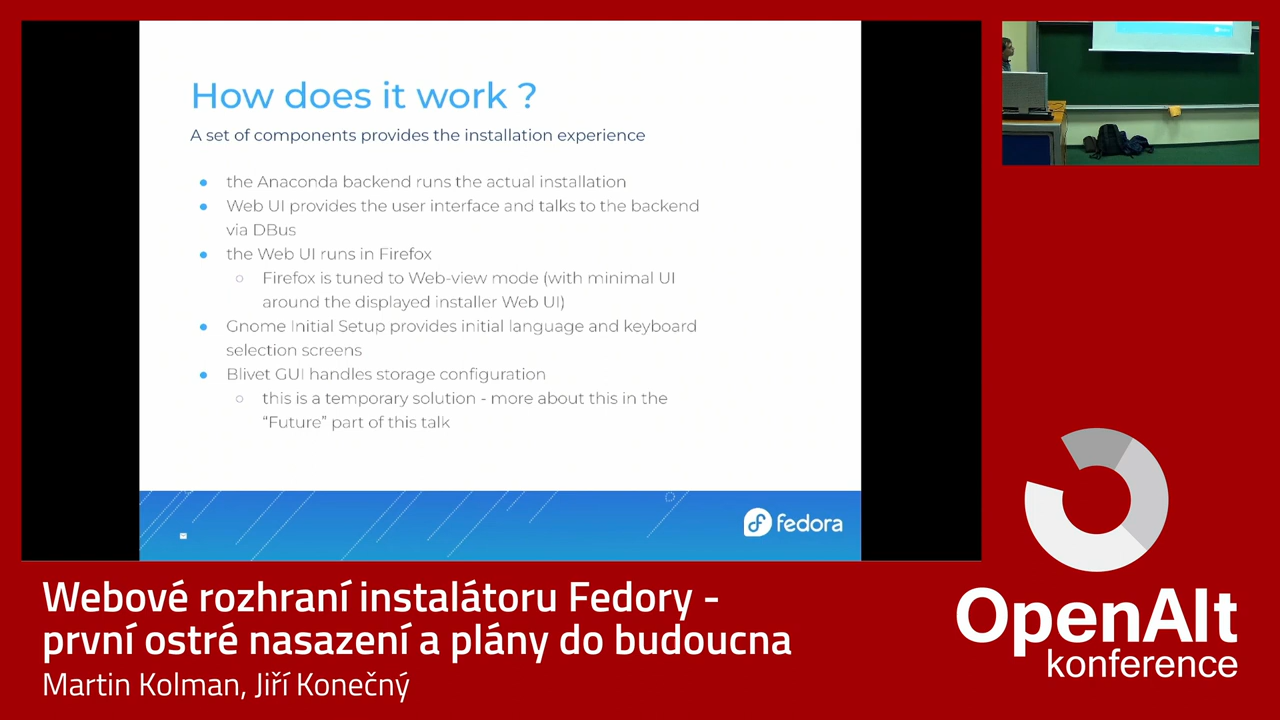 How does it work ?
A set of components provides the installation experience
the Anaconda backend runs the actual installation
Web UI provides the user interface and talks to the backend
via DBus
the Web UI runs in Firefox
Firefox is tuned to Web-view mode (with minimal UI
around the displayed installer Web UI)
Gnome Initial Setup provides initial language and keyboard
selection screens
Blivet GUI handles storage configuration
this is a temporary solution - more about this in the
“Future” part of this talk
fedora
Webové rozhraní instalátoru Fedory -
první ostré nasazení a plány do budoucna
Martin Kolman, Jiří Konečný
OpenAlt
konference